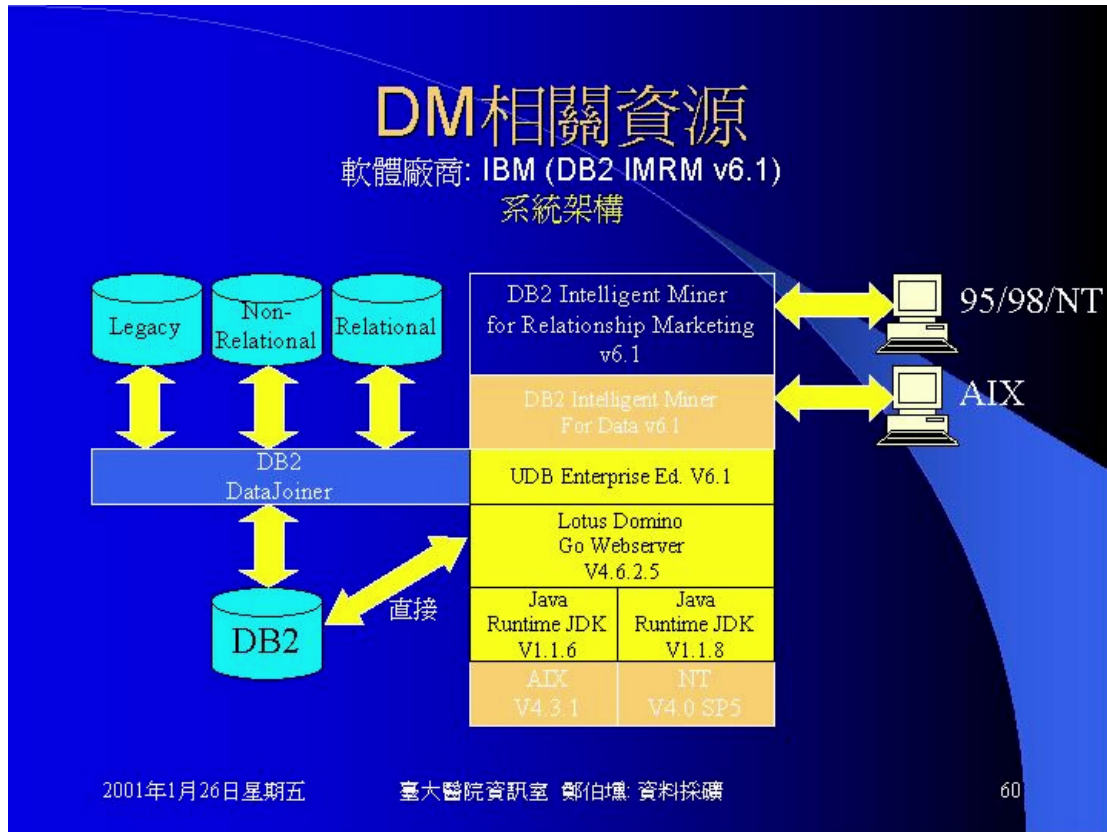 DM相關資源
軟體廠商: IBM (DB2 IMRM v6.1)
系統架構
Legacy
Non-
Relational
Relational
DB2 Intelligent Miner
for Relationship Marketing
v6.1
95/98/NT
DB2 Intelligent Miner
For Data v6.1
AIX
DB2
DataJoiner
UDB Enterprise Ed. V6.1
Lotus Domino
Go Webserver
V4.6.2.5
直接
DB2
Java
Runtime JDK
V1.1.6
Java
Runtime JDK
V1.1.8
AIX
V4.3.1
NT
V4.0 SP5
2001年1月26日星期五
臺大醫院資訊室 鄭伯壎: 資料採礦
60